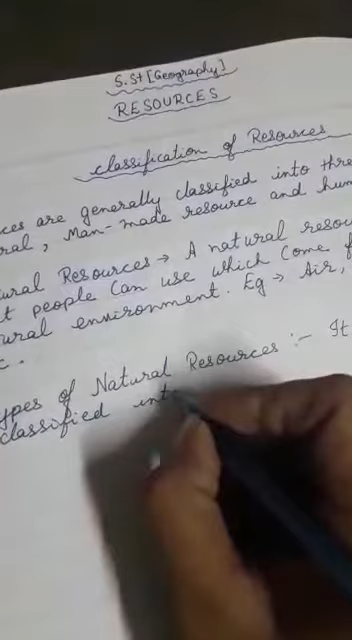 S.St [Geography]
RESOURCES
Classification of Resources
ces are generally classified into thre
ral, Man-made resource and hum
ural Resources → A natural resou
t people can use which come f
ural environment. Eg → Air,
c.
ypes of Natural Resources :- It
classified into